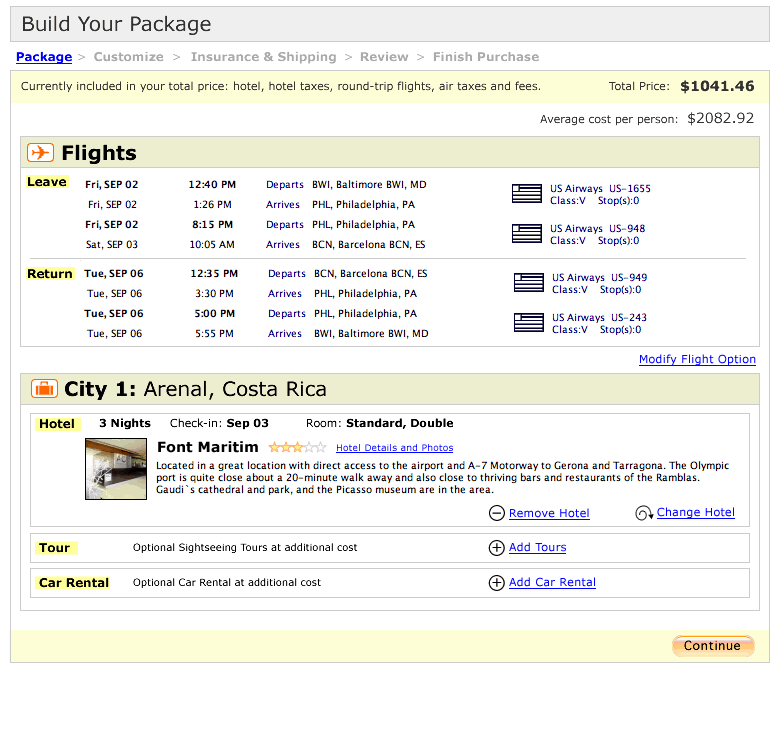 Build Your Package
Package > Customize > Insurance & Shipping > Review > Finish Purchase
Currently included in your total price: hotel, hotel taxes, round-trip flights, air taxes and fees. Total Price: $1041.46
Average cost per person: $2082.92
Flights
Leave Fri, SEP 02 12:40 PM Departs BWI, Baltimore BWI, MD US Airways US-1655
Fri, SEP 02 1:26 PM Arrives PHL, Philadelphia, PA Class:V Stop(s):0
Fri, SEP 02 8:15 PM Departs PHL, Philadelphia, PA US Airways US-948
Sat, SEP 03 10:05 AM Arrives BCN, Barcelona BCN, ES Class:V Stop(s):0
Return Tue, SEP 06 12:35 PM Departs BCN, Barcelona BCN, ES US Airways US-949
Tue, SEP 06 3:30 PM Arrives PHL, Philadelphia, PA Class:V Stop(s):0
Tue, SEP 06 5:00 PM Departs PHL, Philadelphia, PA US Airways US-243
Tue, SEP 06 5:55 PM Arrives BWI, Baltimore BWI, MD Class:V Stop(s):0
Modify Flight Option
City 1: Arenal, Costa Rica
Hotel 3 Nights Check-in: Sep 03 Room: Standard, Double
Font Maritim Hotel Details and Photos
Located in a great location with direct access to the airport and A-7 Motorway to Gerona and Tarragona. The Olympic
port is quite close about a 20-minute walk away and also close to thriving bars and restaurants of the Ramblas.
Gaudi`s cathedral and park, and the Picasso museum are in the area.
Remove Hotel Change Hotel
Tour Optional Sightseeing Tours at additional cost Add Tours
Car Rental Optional Car Rental at additional cost Add Car Rental
Continue